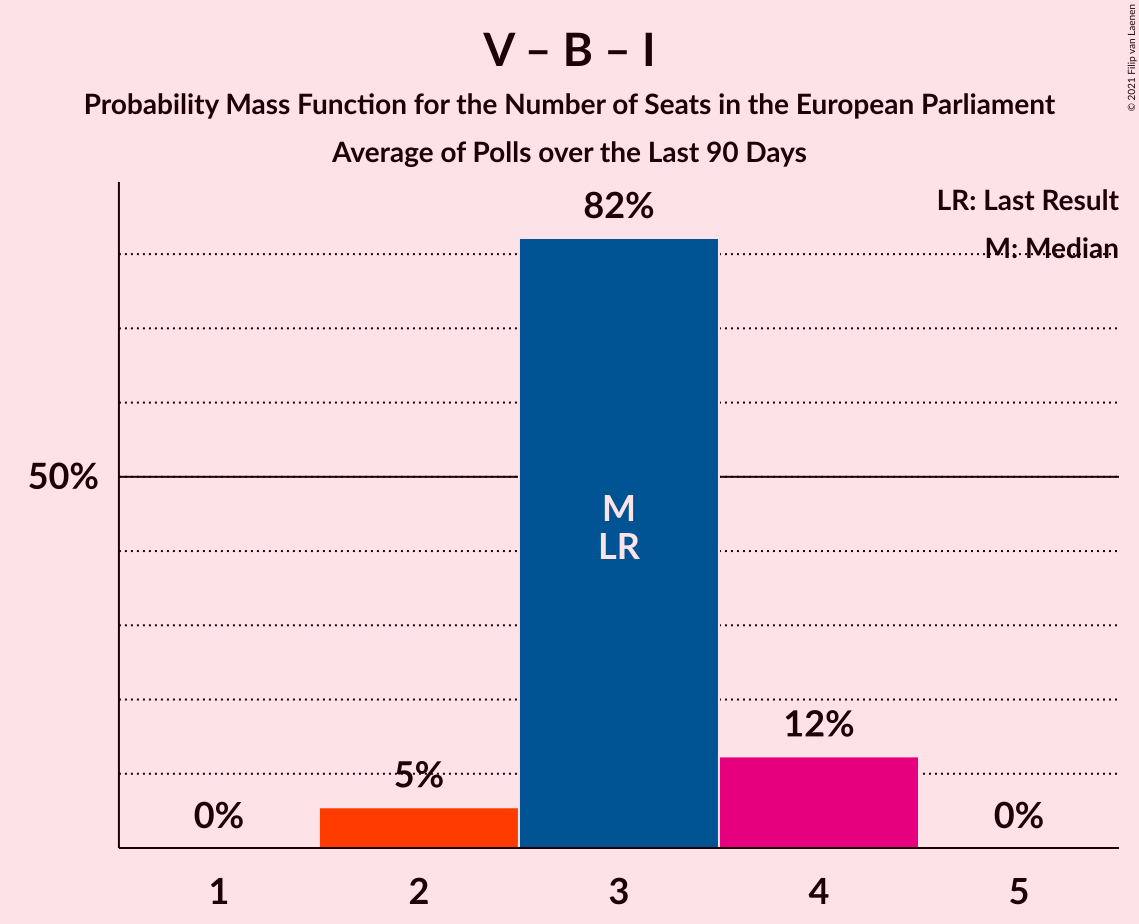 V – B – I
Probability Mass Function for the Number of Seats in the European Parliament
Average of Polls over the Last 90 Days
© 2021 Filip van Laenen
LR: Last Result
M: Median
82%
50%
M
LR
12%
5%
0%
0%
1 2 3 4 5